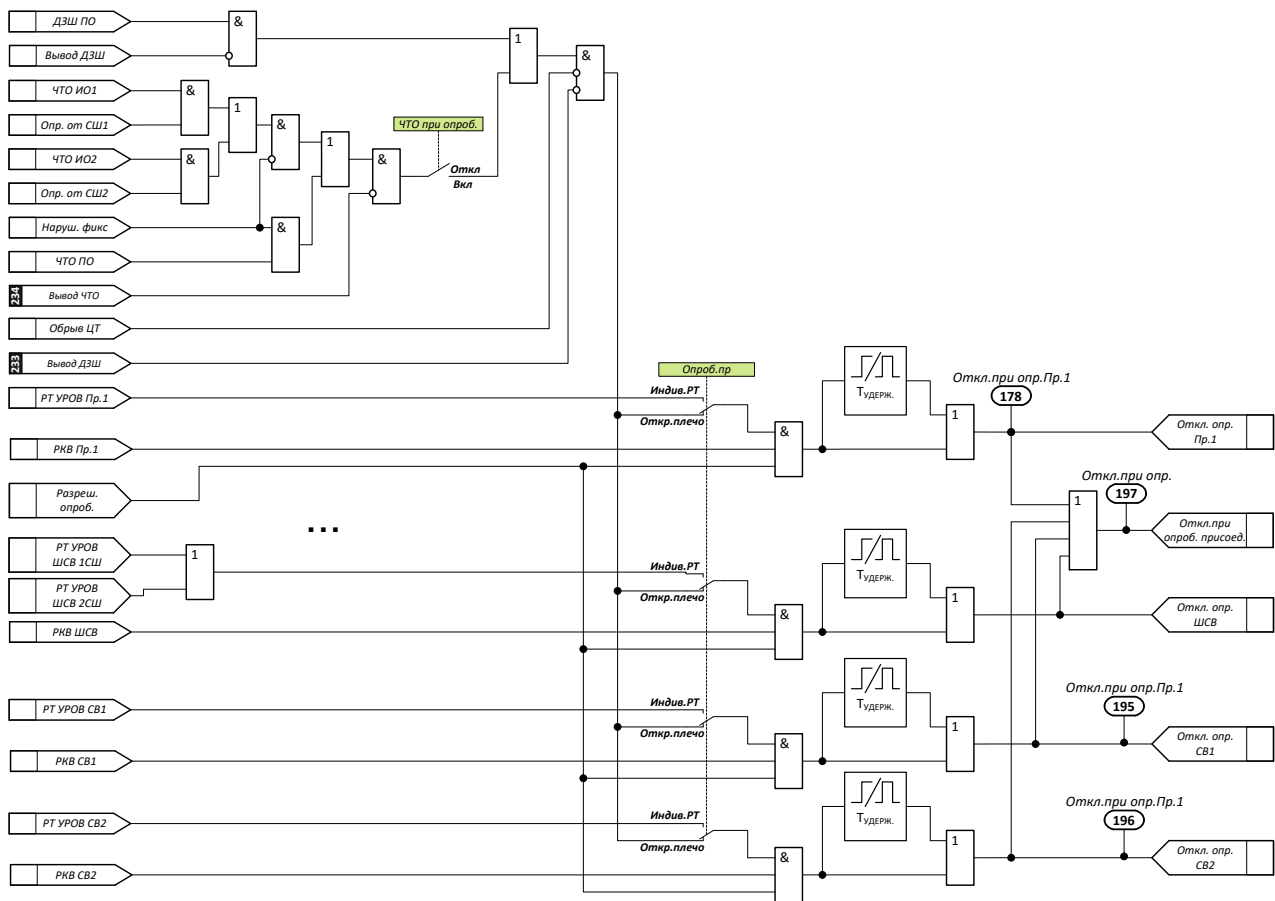 ДЗШ ПО
&
1
Вывод ДЗШ
&
ЧТО ИО1
&
1
ЧТО при опроб.
Опр. от СШ1
&
1
ЧТО ИО2
&
&
Откл
Вкл
Опр. от СШ2
Наруш. фикс
&
ЧТО ПО
234
Вывод ЧТО
Обрыв ЦТ
233
Вывод ДЗШ
Опроб.пр
Откл.при опр.Пр.1
РТ УРОВ Пр.1
Индив.РТ
ТУДЕРЖ.
178
Откр.плечо
1
&
Откл. опр.
Пр.1
РКВ Пр.1
Откл.при опр.
Разреш.
опроб.
197
1
...
Откл.при
опроб. присоед.
РТ УРОВ
ШСВ 1СШ
1
Индив.РТ
РТ УРОВ
ШСВ 2СШ
Откр.плечо
ТУДЕРЖ.
1
&
Откл. опр.
ШСВ
РКВ ШСВ
Откл.при опр.Пр.1
РТ УРОВ СВ1
Индив.РТ
ТУДЕРЖ.
195
Откр.плечо
1
&
Откл. опр.
СВ1
РКВ СВ1
Откл.при опр.Пр.1
РТ УРОВ СВ2
Индив.РТ
ТУДЕРЖ.
196
Откр.плечо
1
&
Откл. опр.
СВ2
РКВ СВ2